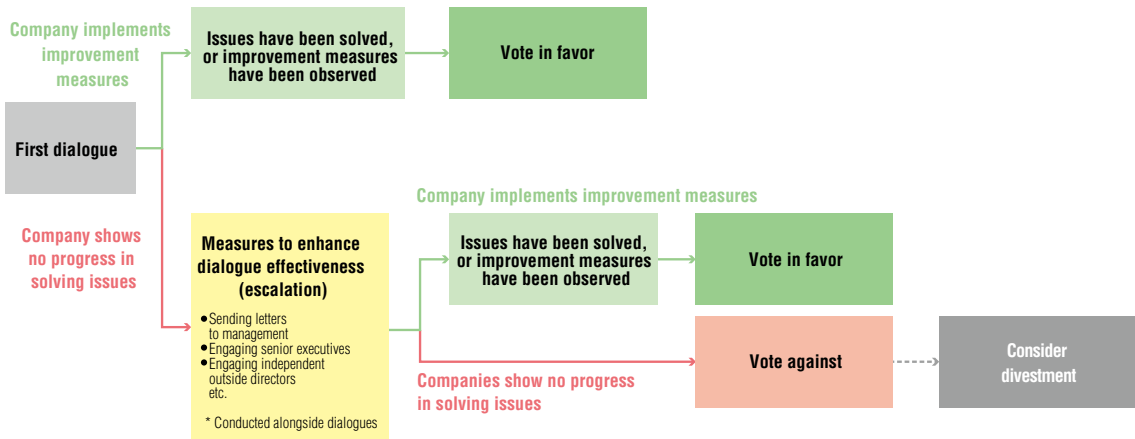 Company implements
improvement
measures
Issues have been solved,
or improvement measures
have been observed
Vote in favor
First dialogue
Company shows
no progress in
solving issues
Measures to enhance
dialogue effectiveness
(escalation)
●Sending letters
to management
●Engaging senior executives
●Engaging independent
outside directors
etc.
* Conducted alongside dialogues
Company implements improvement measures
Issues have been solved,
or improvement measures
have been observed
Vote in favor
Companies show no progress
in solving issues
Vote against
Consider
divestment